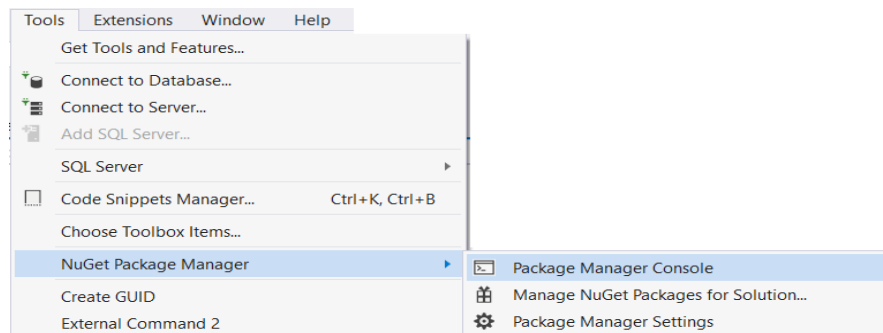 Tools Extensions Window Help
Get Tools and Features...
Connect to Database...
Connect to Server...
Add SQL Server...
SQL Server
Code Snippets Manager... Ctrl+K, Ctrl+B
Choose Toolbox Items...
NuGet Package Manager
Package Manager Console
Manage NuGet Packages for Solution...
Package Manager Settings
Create GUID
External Command 2